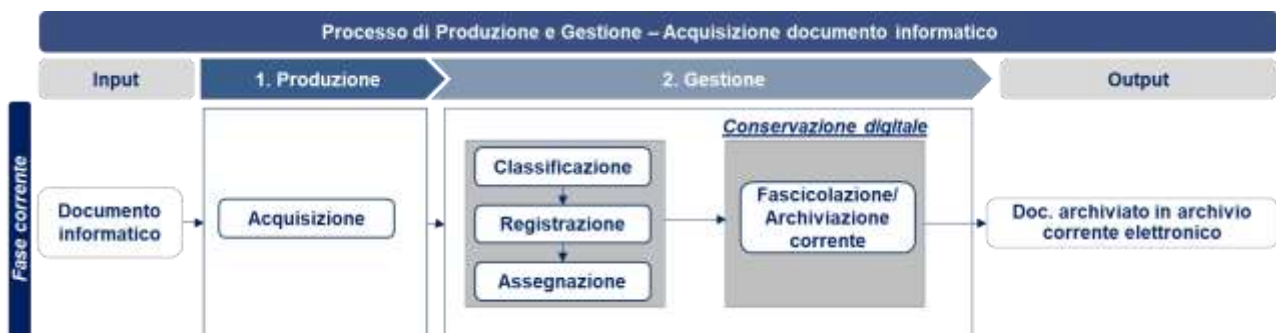 Processo di Produzione e Gestione – Acquisizione documento informatico
Input
1. Produzione
2. Gestione
Output
Fase corrente
Documento
informatico
Acquisizione
Classificazione
Registrazione
Assegnazione
Conservazione digitale
Fascicolazione/
Archiviazione
corrente
Doc. archiviato in archivio
corrente elettronico